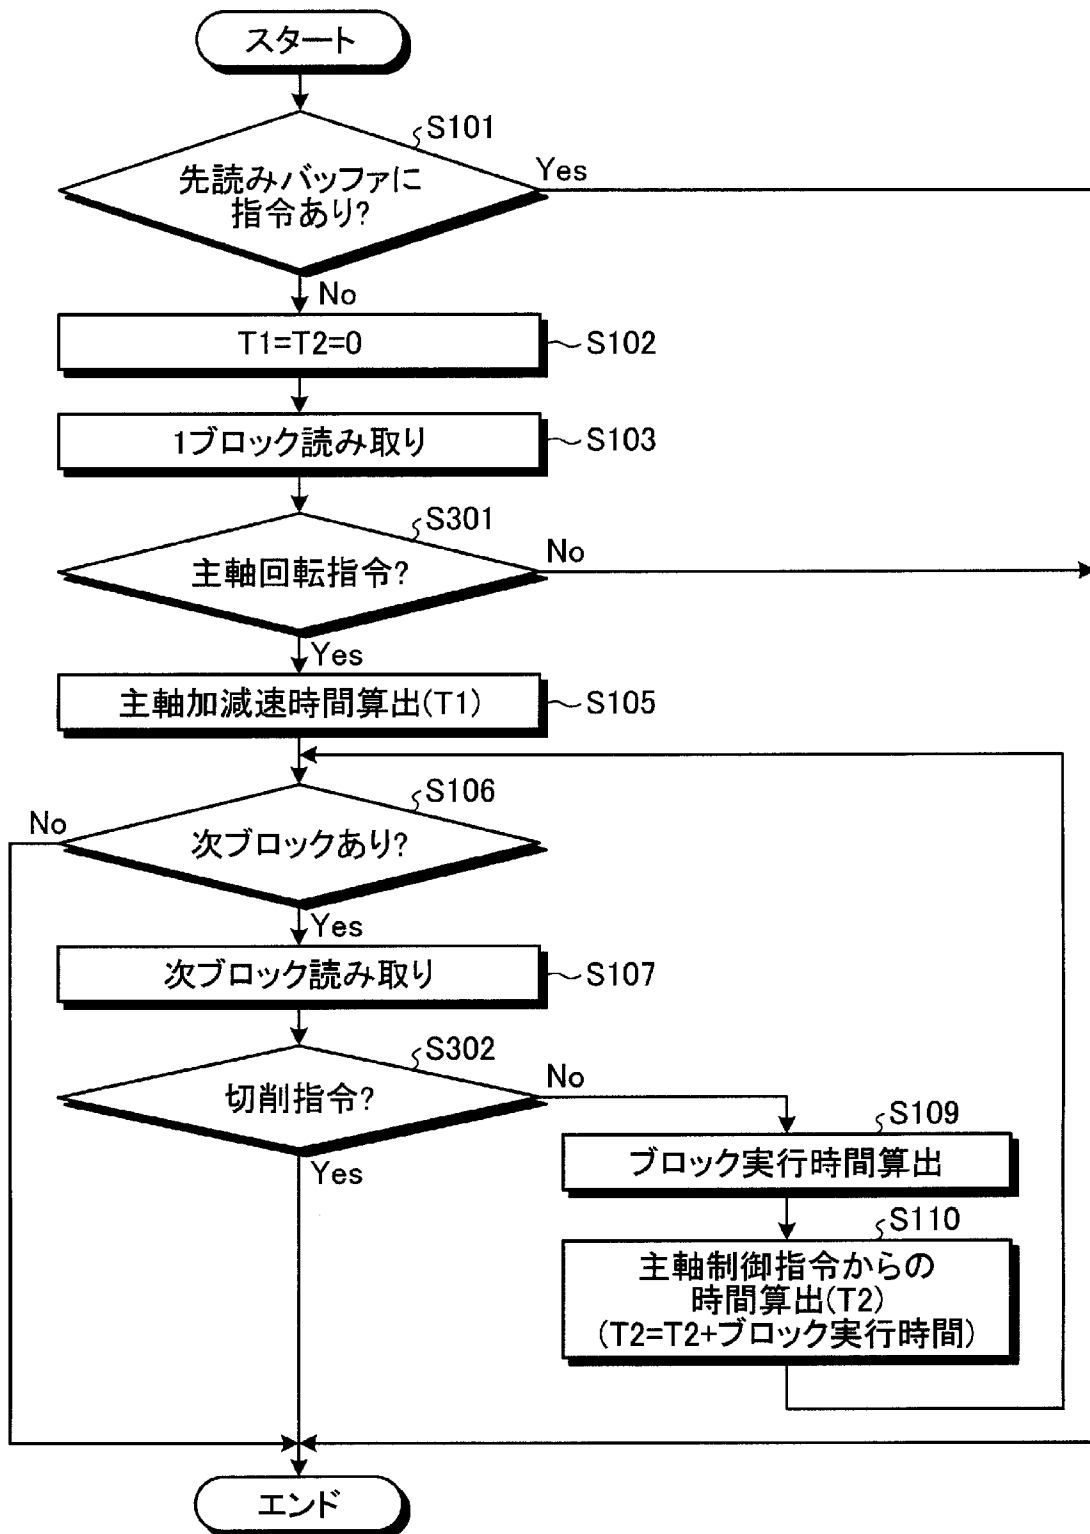 スタート
S101
先読みバッファに
指令あり?
Yes
No
T1=T2=0
S102
1ブロック読み取り
S103
S301
主軸回転指令?
No
Yes
主軸加減速時間算出(T1)
S105
S106
No
次ブロックあり?
Yes
次ブロック読み取り
S107
S302
切削指令?
No
Yes
S109
ブロック実行時間算出
S110
主軸制御指令からの
時間算出(T2)
(T2=T2+ブロック実行時間)
エンド